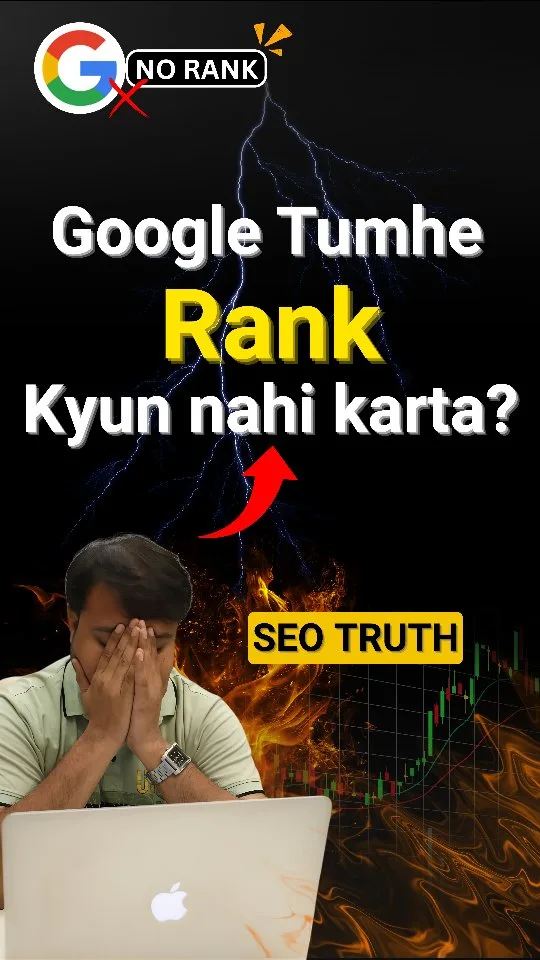 NO RANK
Google Tumhe
Rank
Kyun nahi karta?
SEO TRUTH